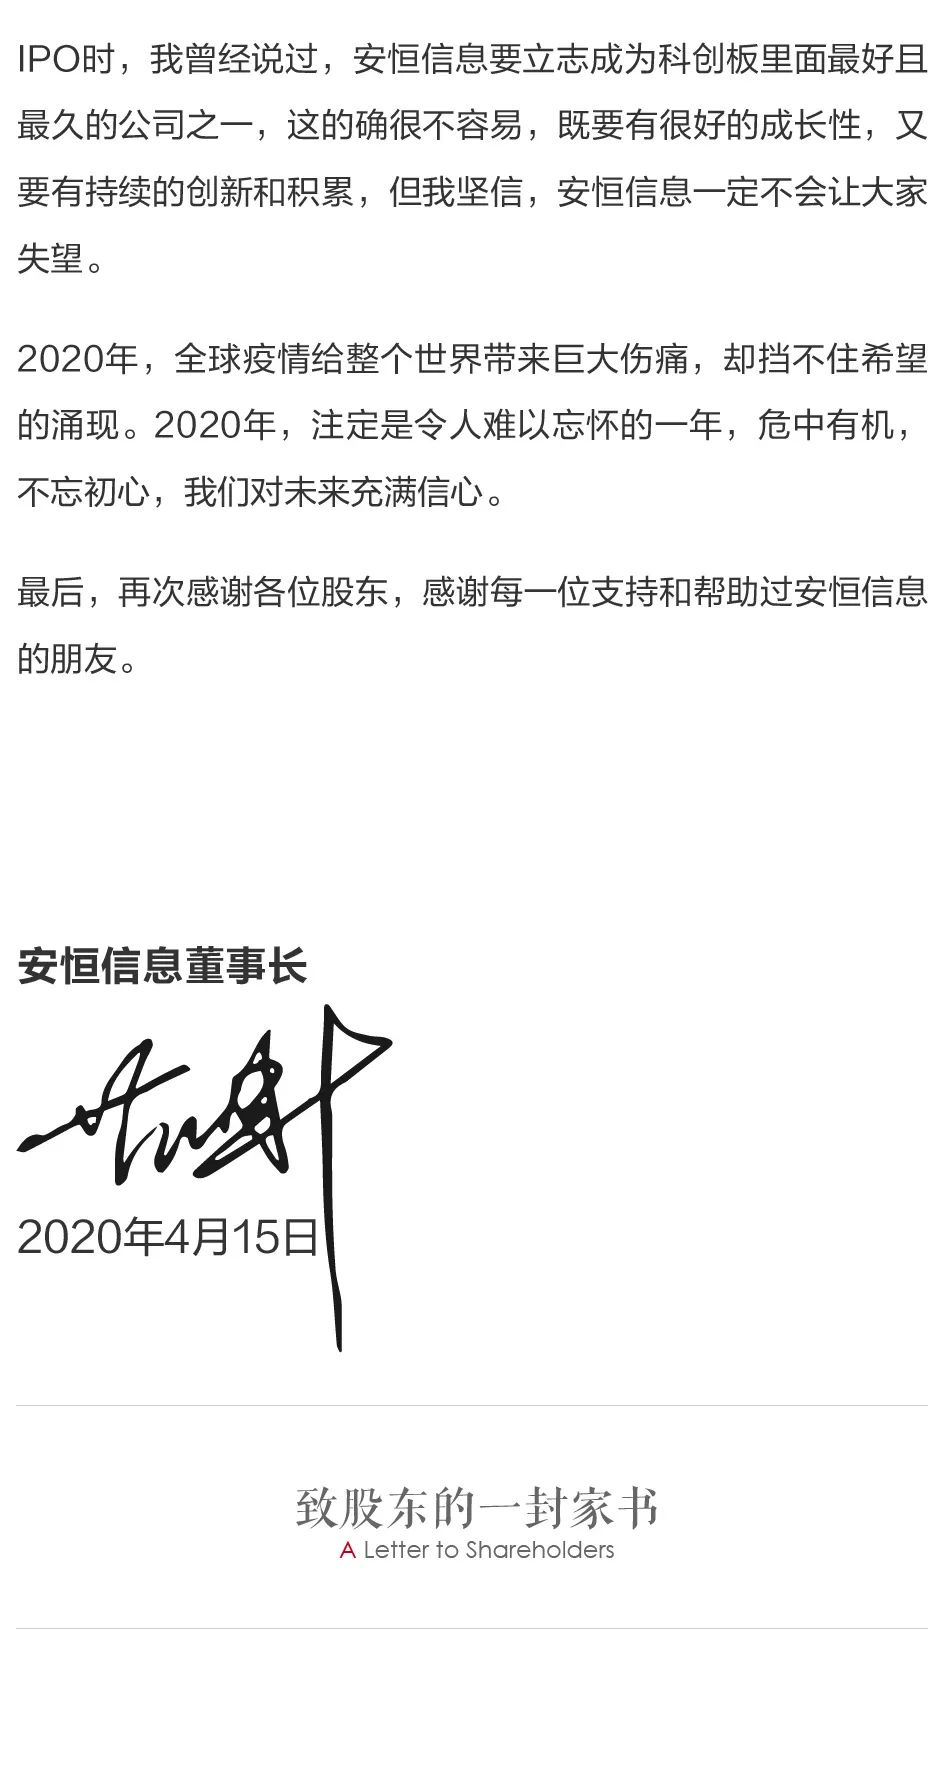 IPO时，我曾经说过，安恒信息要立志成为科创板里面最好且
最久的公司之一，这的确很不容易，既要有很好的成长性，又
要有持续的创新和积累，但我坚信，安恒信息一定不会让大家
失望。
2020年，全球疫情给整个世界带来巨大伤痛，却挡不住希望
的涌现。2020年，注定是令人难以忘怀的一年，危中有机，
不忘初心，我们对未来充满信心。
最后，再次感谢各位股东，感谢每一位支持和帮助过安恒信息
的朋友。
安恒信息董事长
2020年4月15日
致股东的一封家书
A Letter to Shareholders